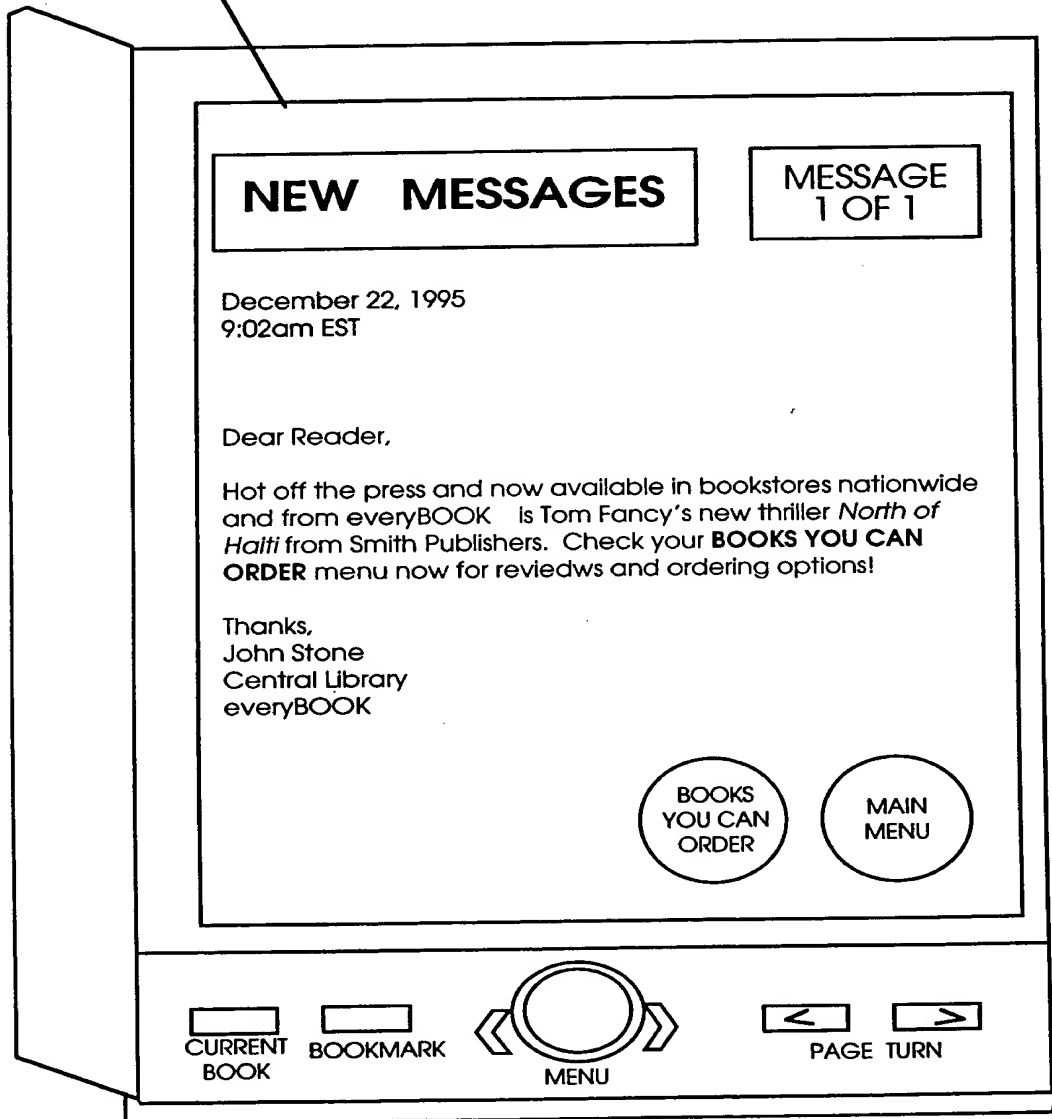 NEW MESSAGES
MESSAGE
1 OF 1
December 22, 1995
9:02am EST
Dear Reader,
Hot off the press and now available in bookstores nationwide
and from everyBOOK is Tom Fancy's new thriller North of
Haiti from Smith Publishers. Check your BOOKS YOU CAN
ORDER menu now for reviedws and ordering options!
Thanks,
John Stone
Central Library
everyBOOK
BOOKS
YOU CAN
ORDER
MAIN
MENU
CURRENT
BOOK
BOOKMARK
MENU
< >
PAGE TURN